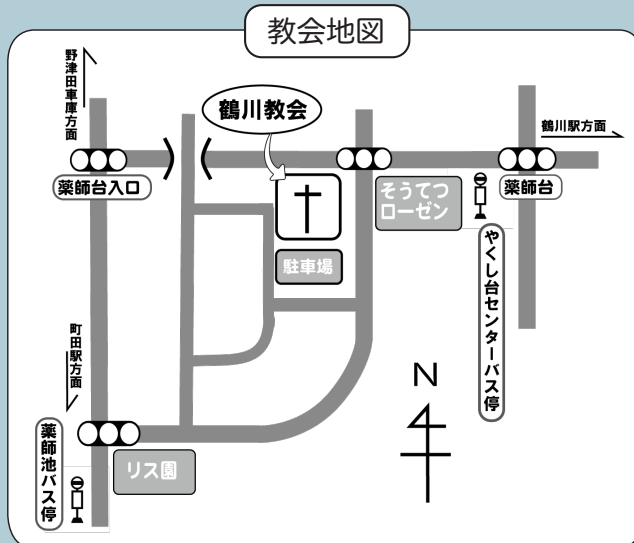 教会地図
野津田車庫方面
鶴川教会
鶴川駅方面
薬師台入口
そうてつ
ローゼン
薬師台
駐車場
やくし台センターバス停
町田駅方面
N
薬師池バス停
リス園